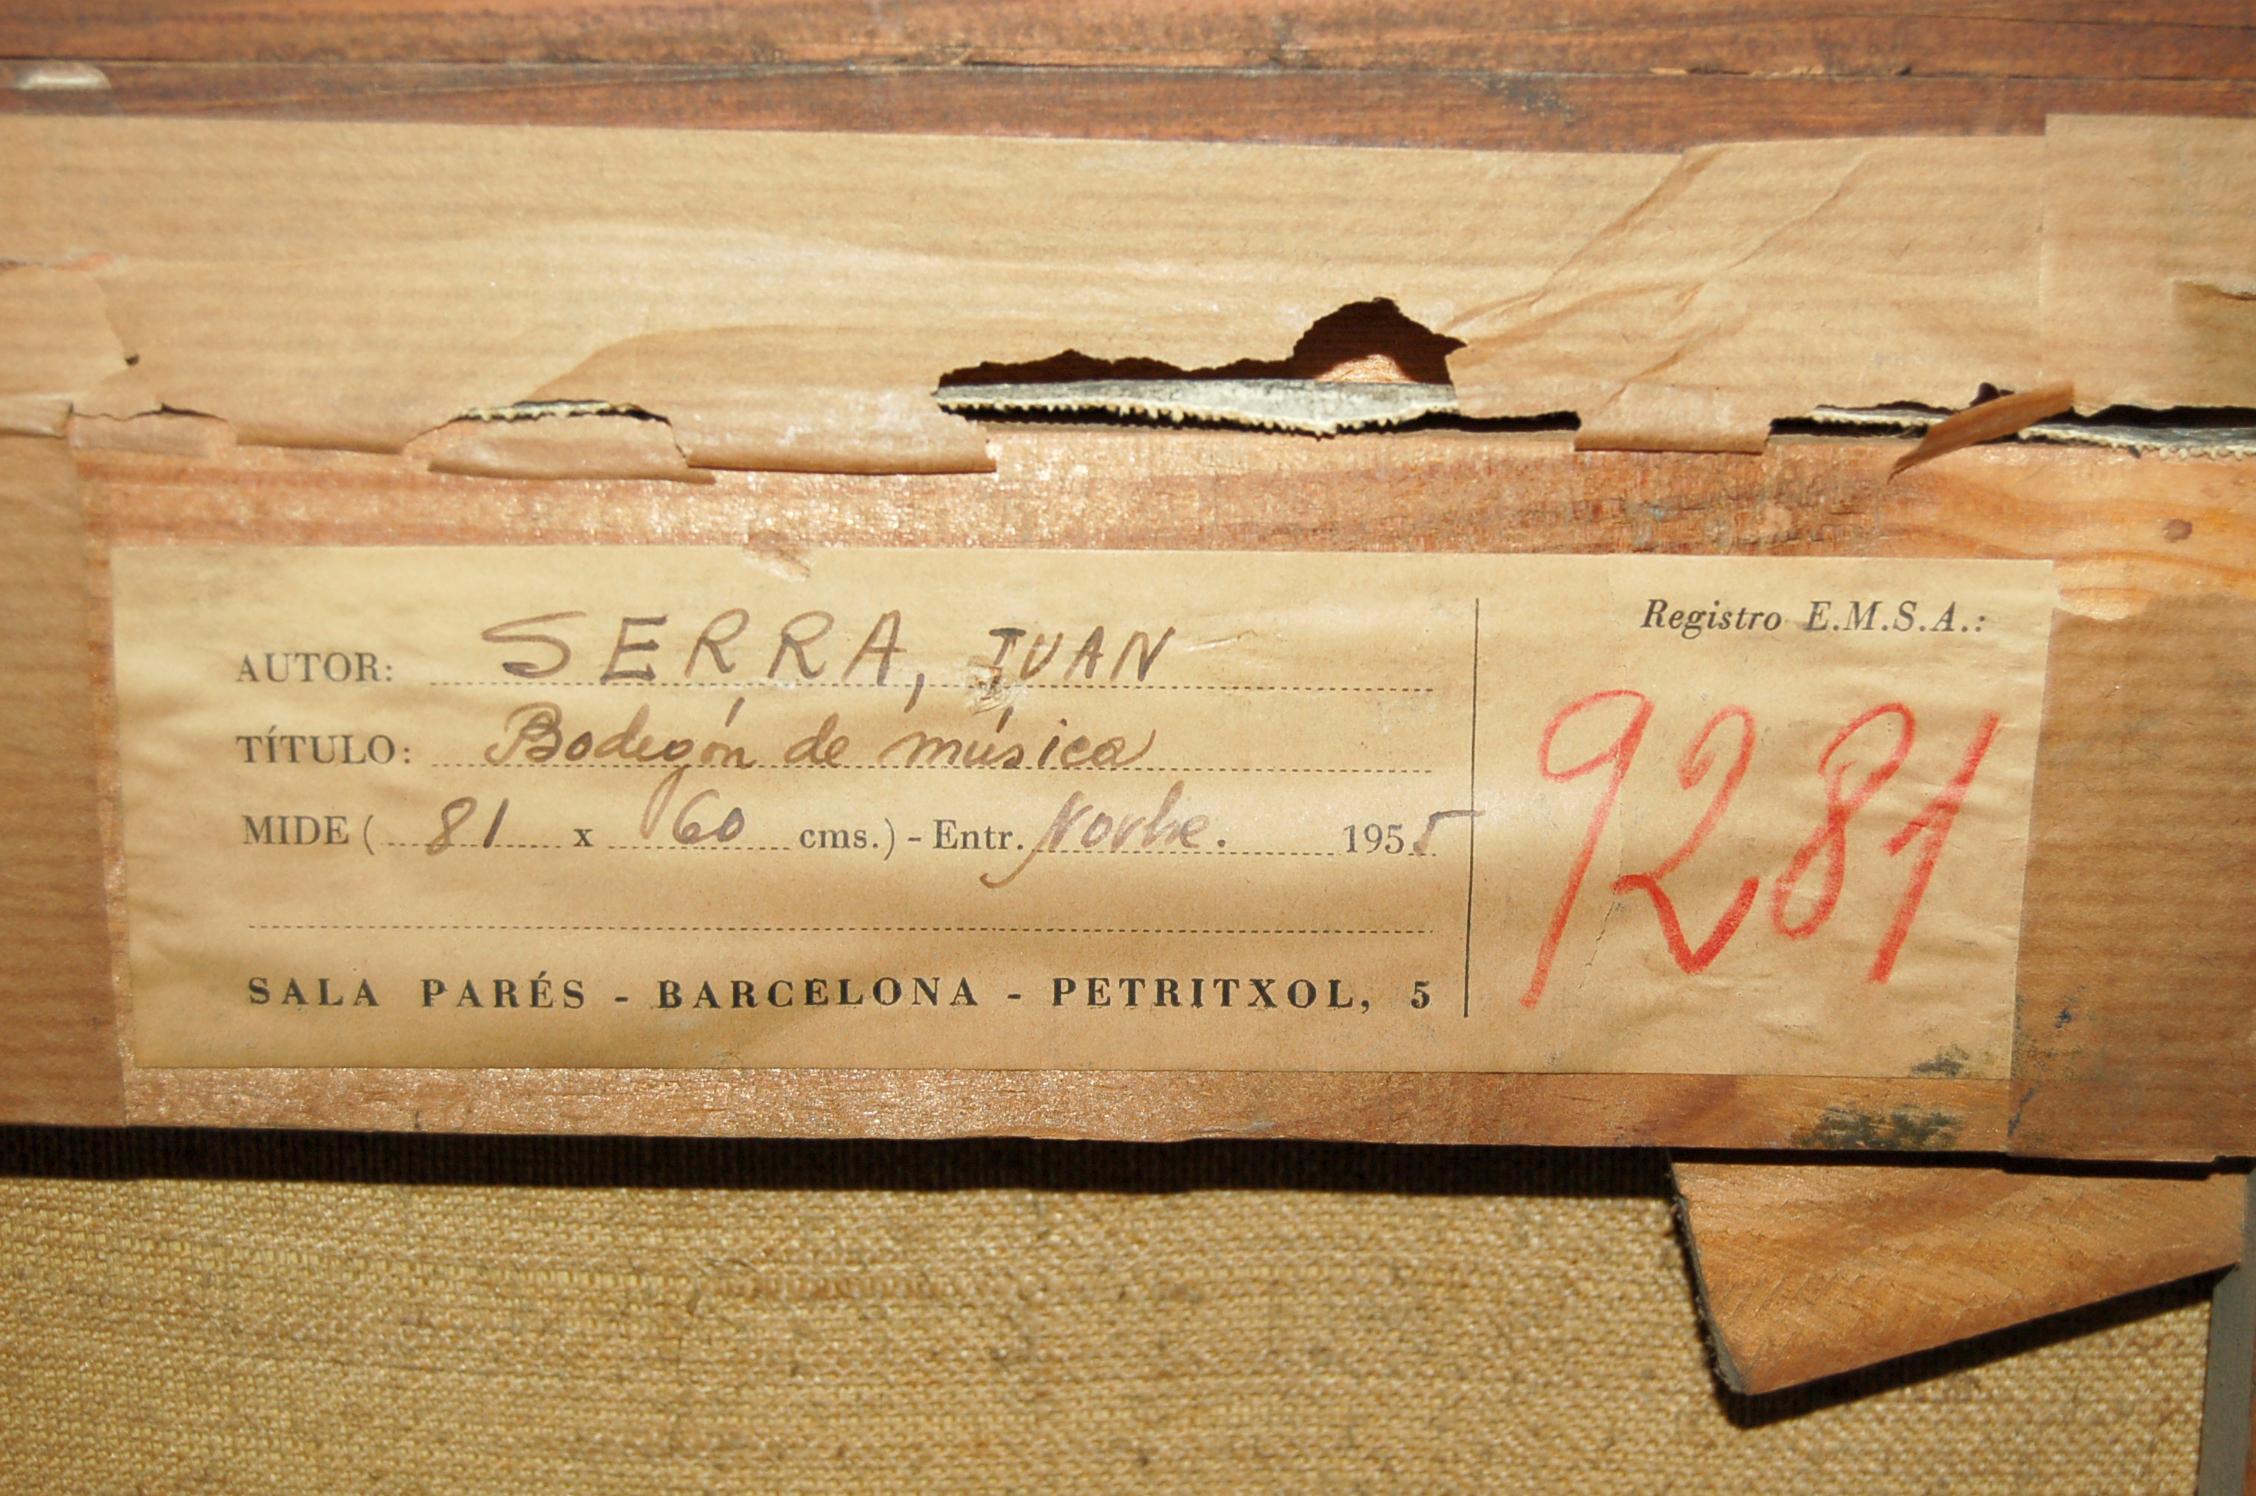 AUTOR: SERRA, JUAN
TÍTULO: Bodegón de música
MIDE ( 81 x 60 cms.) - Entr. Novbe. 1955
SALA PARÉS - BARCELONA - PETRITXOL, 5
Registro E.M.S.A.:
9281